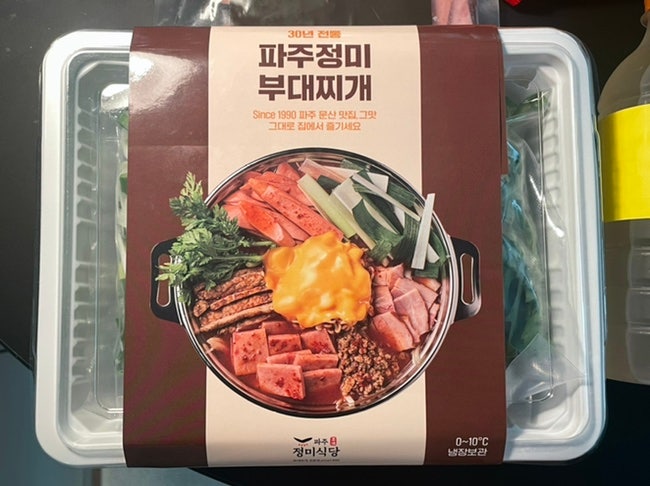 30년 전통
파주정미
부대찌개
Since 1990 파주 문산 맛집, 그맛
그대로 집에서 즐기세요
파주
정미식당
0~10°C
냉장보관